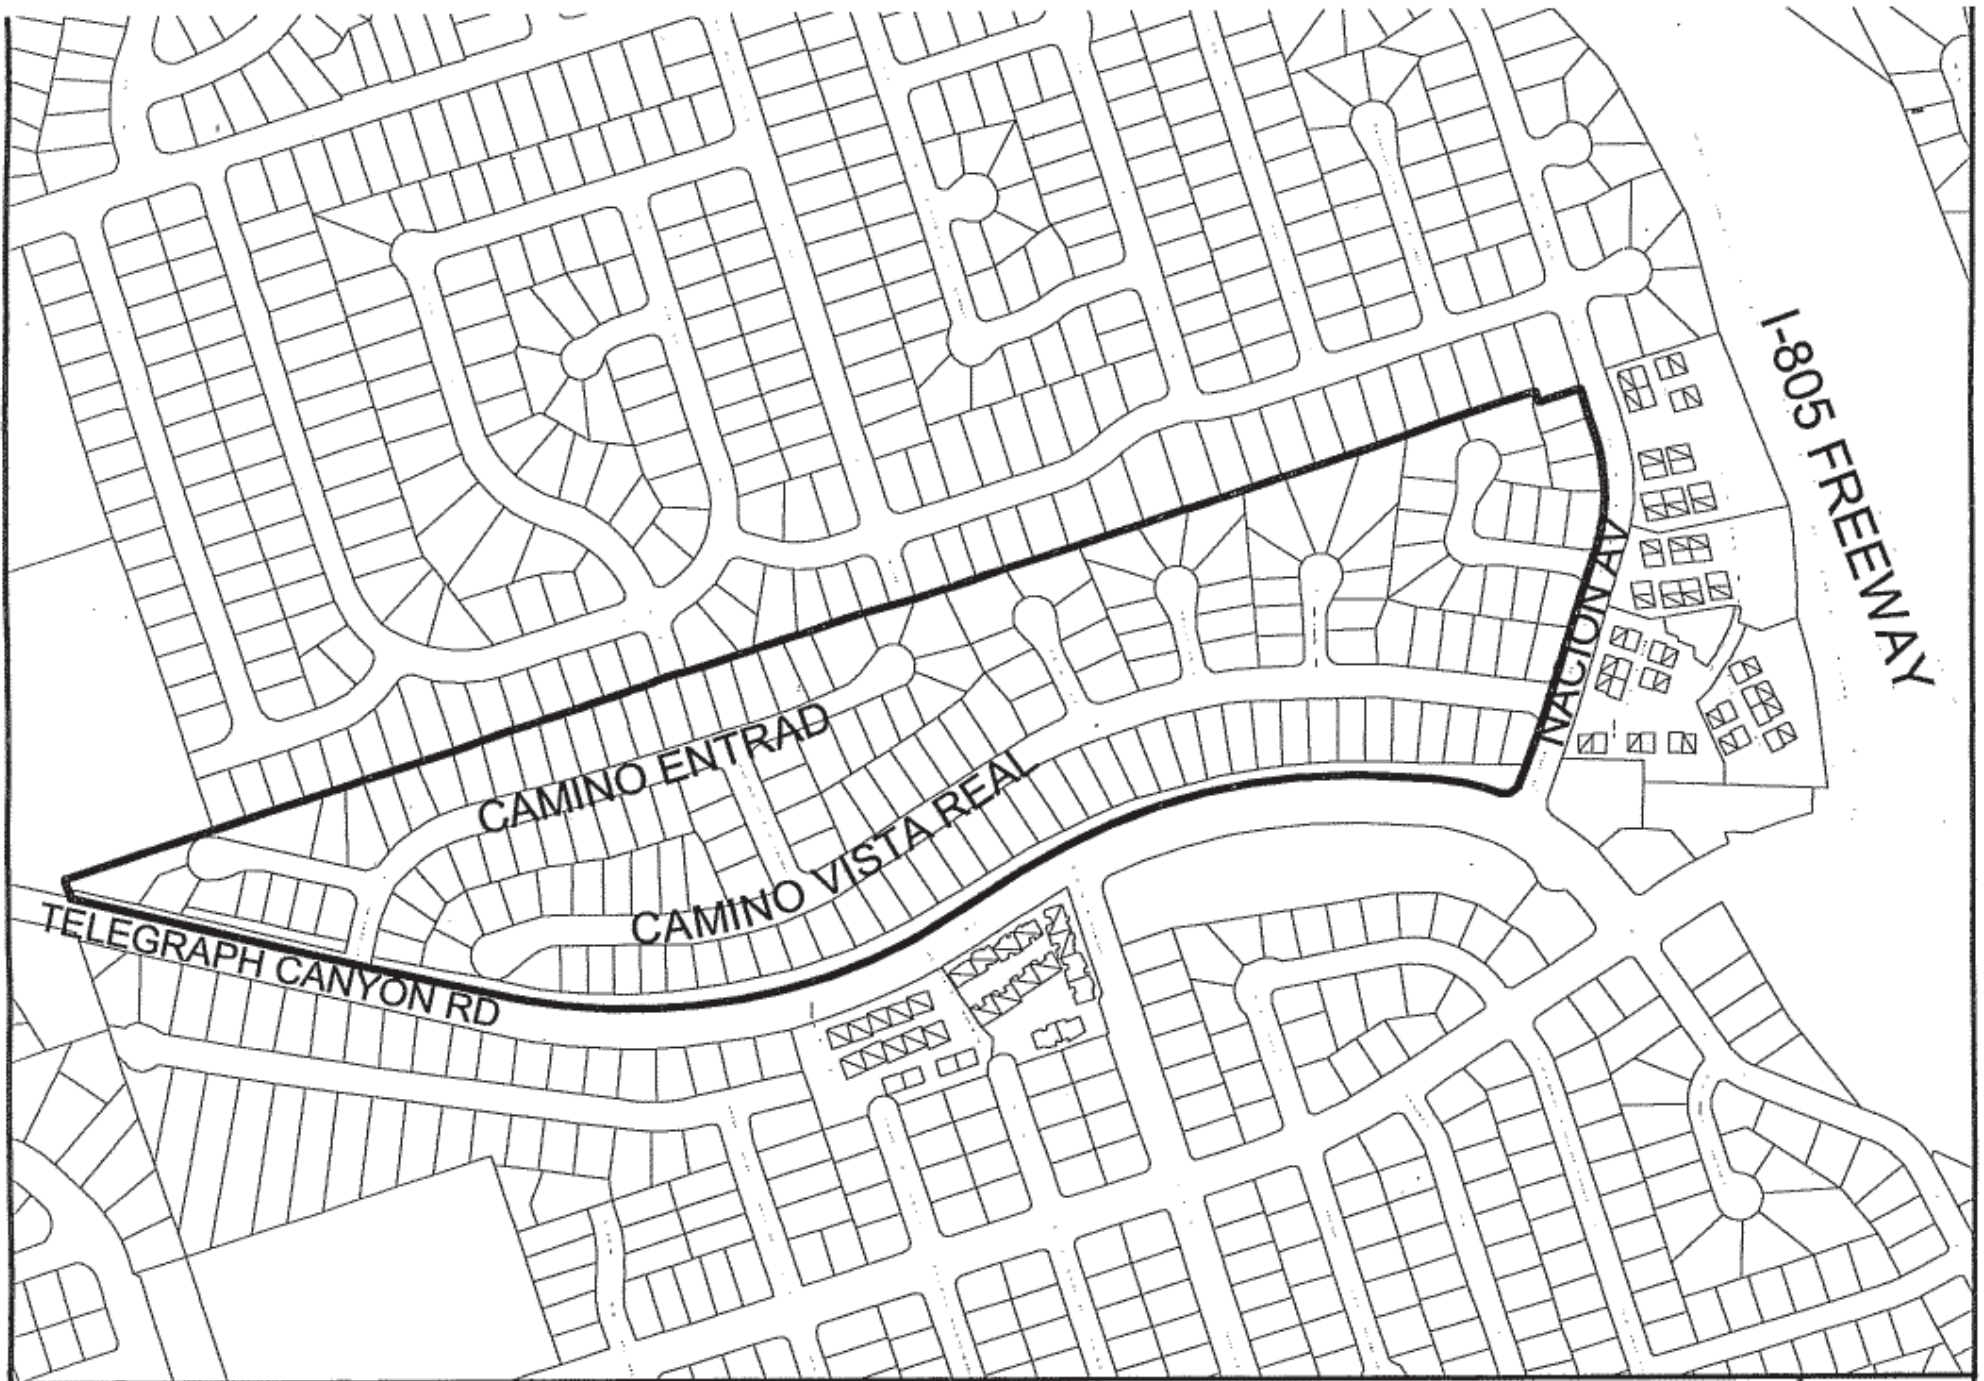 I-805 FREEWAY
NACION AV
CAMINO ENTRAD
CAMINO VISTA REAL
TELEGRAPH CANYON RD